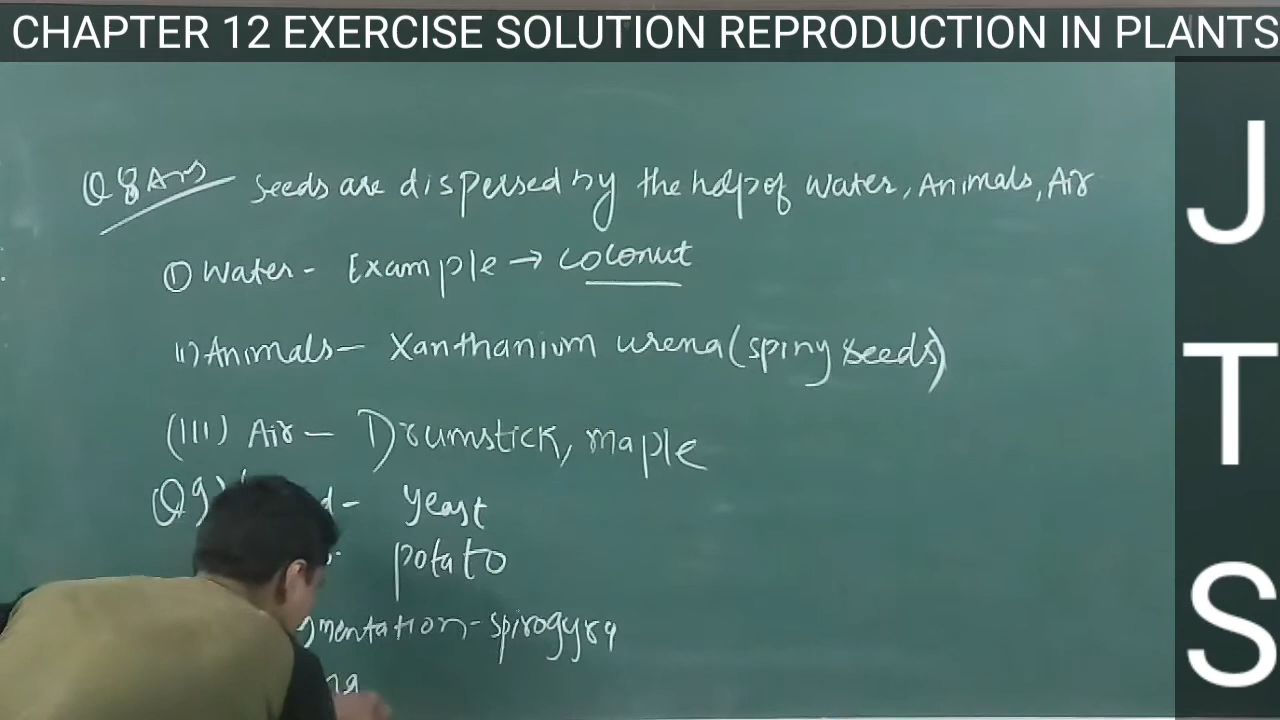 CHAPTER 12 EXERCISE SOLUTION REPRODUCTION IN PLANTS
J
T
S
Q8 Ans seeds are dispersed by the help of water, Animals, Air
(i) Water - Example → coconut
ii) Animals - Xanthanium urena (spiny seeds)
(III) Air - Drumstick, maple
Q9) - yeast
potato
mentation - spirogyra